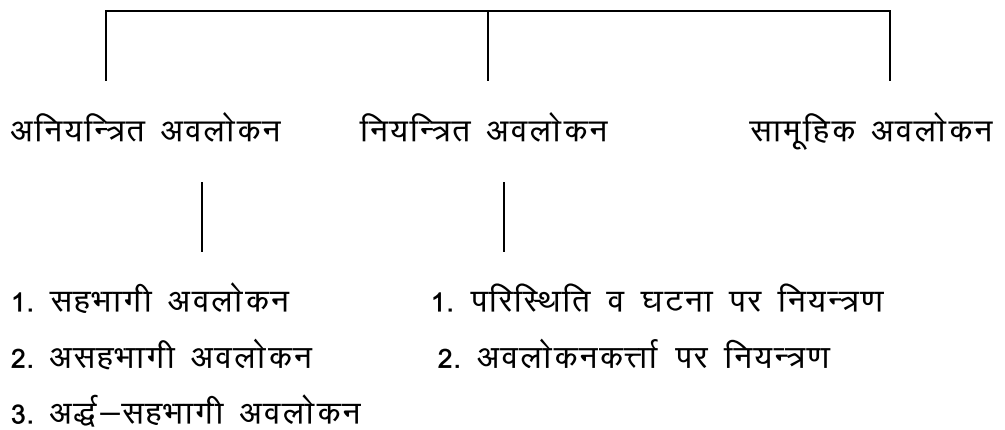 अनियन्त्रित अवलोकन नियन्त्रित अवलोकन सामूहिक अवलोकन
1. सहभागी अवलोकन 1. परिस्थिति व घटना पर नियन्त्रण
2. असहभागी अवलोकन 2. अवलोकनकर्त्ता पर नियन्त्रण
3. अर्द्ध–सहभागी अवलोकन